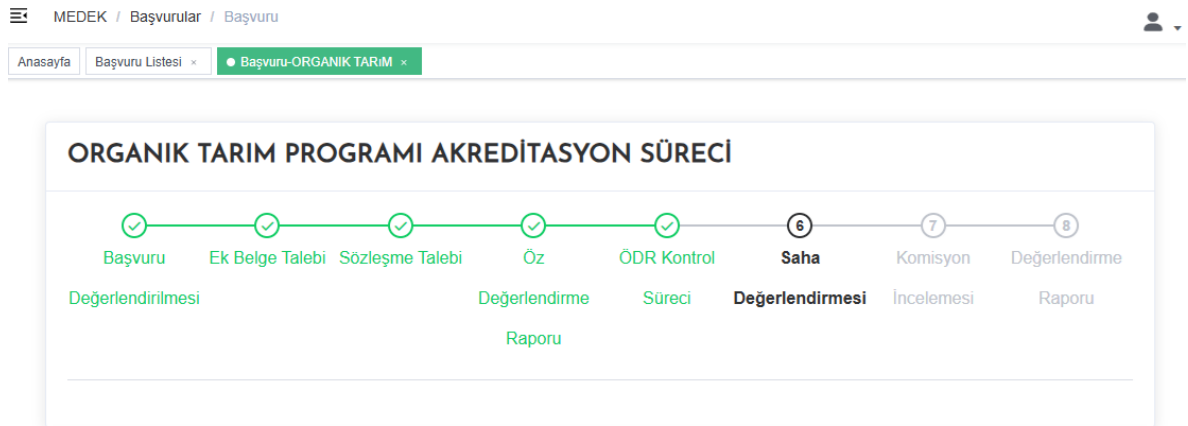 MEDEK / Başvurular / Başvuru
Anasayfa Başvuru Listesi × Başvuru-ORGANIK TARıM ×
ORGANIK TARIM PROGRAMI AKREDİTASYON SÜRECİ
6 7 8
Başvuru Değerlendirilmesi
Ek Belge Talebi
Sözleşme Talebi
Öz Değerlendirme Raporu
ÖDR Kontrol Süreci
Saha Değerlendirmesi
Komisyon İncelemesi
Değerlendirme Raporu